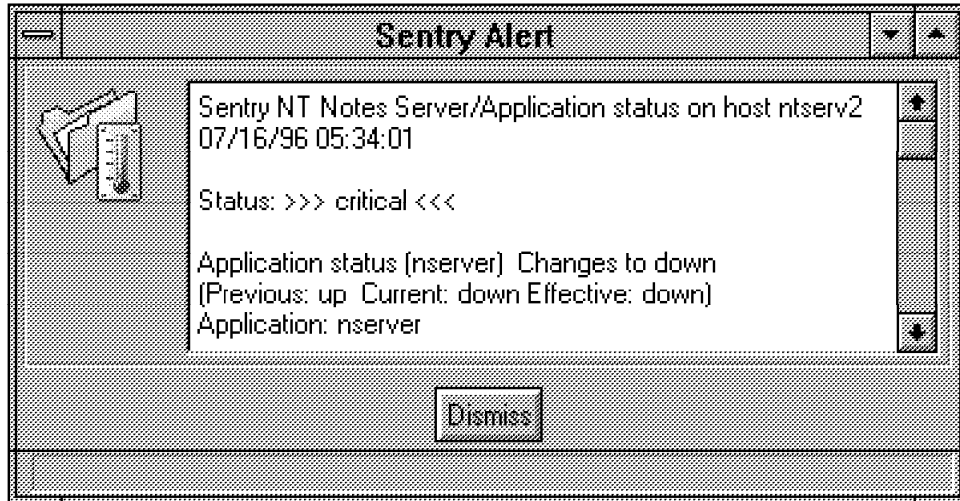 Sentry Alert
Sentry NT Notes Server/Application status on host ntserv2
07/16/96 05:34:01
Status: >>> critical <<<
Application status (nserver) Changes to down
(Previous: up Current: down Effective: down)
Application: nserver
Dismiss